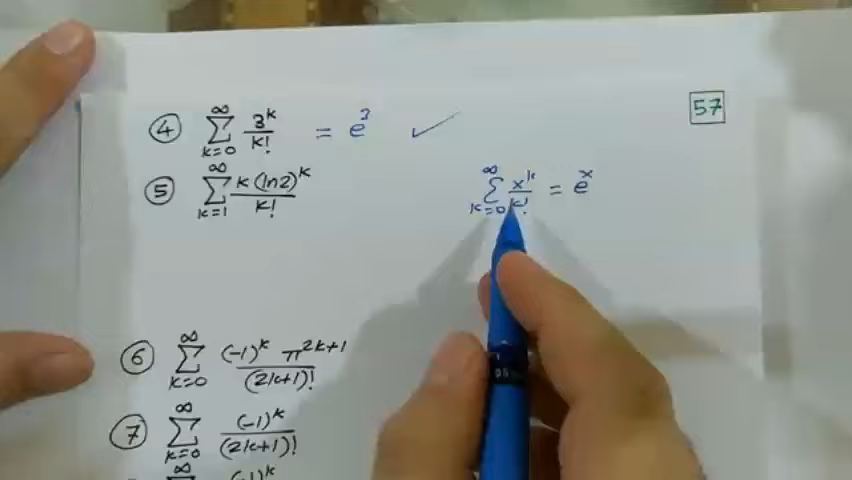 57
④ ∞∑k=0 3^k/k! = e^3 ✓
⑤ ∞∑k=1 k(ln2)^k/k!
∞∑k=0 x^k/k! = e^x
⑥ ∞∑k=0 (-1)^k π^(2k+1)/(2k+1)!
⑦ ∞∑k=0 (-1)^k/(2k+1)!
∞ (-1)^k